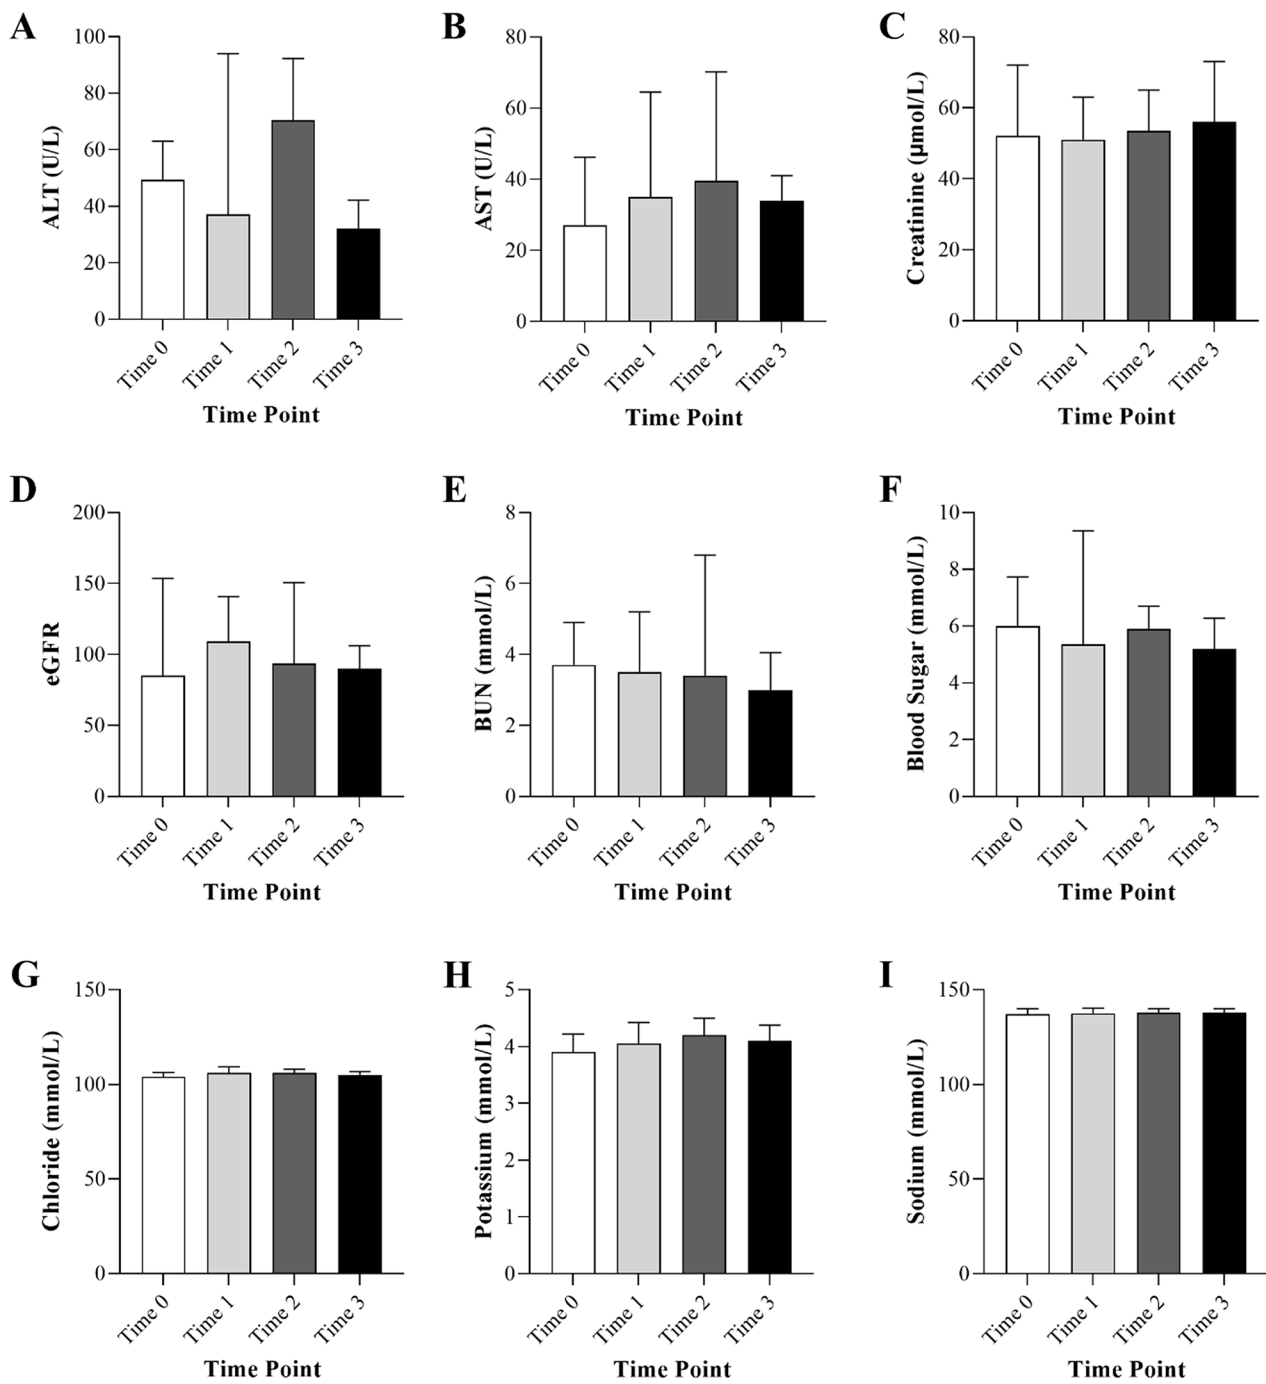 A
ALT (U/L)
100
80
60
40
20
0
Time 0
Time 1
Time 2
Time 3
Time Point
B
AST (U/L)
80
60
40
20
0
Time 0
Time 1
Time 2
Time 3
Time Point
C
Creatinine (µmol/L)
80
60
40
20
0
Time 0
Time 1
Time 2
Time 3
Time Point
D
eGFR
200
150
100
50
0
Time 0
Time 1
Time 2
Time 3
Time Point
E
BUN (mmol/L)
8
6
4
2
0
Time 0
Time 1
Time 2
Time 3
Time Point
F
Blood Sugar (mmol/L)
10
8
6
4
2
0
Time 0
Time 1
Time 2
Time 3
Time Point
G
Chloride (mmol/L)
150
100
50
0
Time 0
Time 1
Time 2
Time 3
Time Point
H
Potassium (mmol/L)
5
4
3
2
1
0
Time 0
Time 1
Time 2
Time 3
Time Point
I
Sodium (mmol/L)
150
100
50
0
Time 0
Time 1
Time 2
Time 3
Time Point